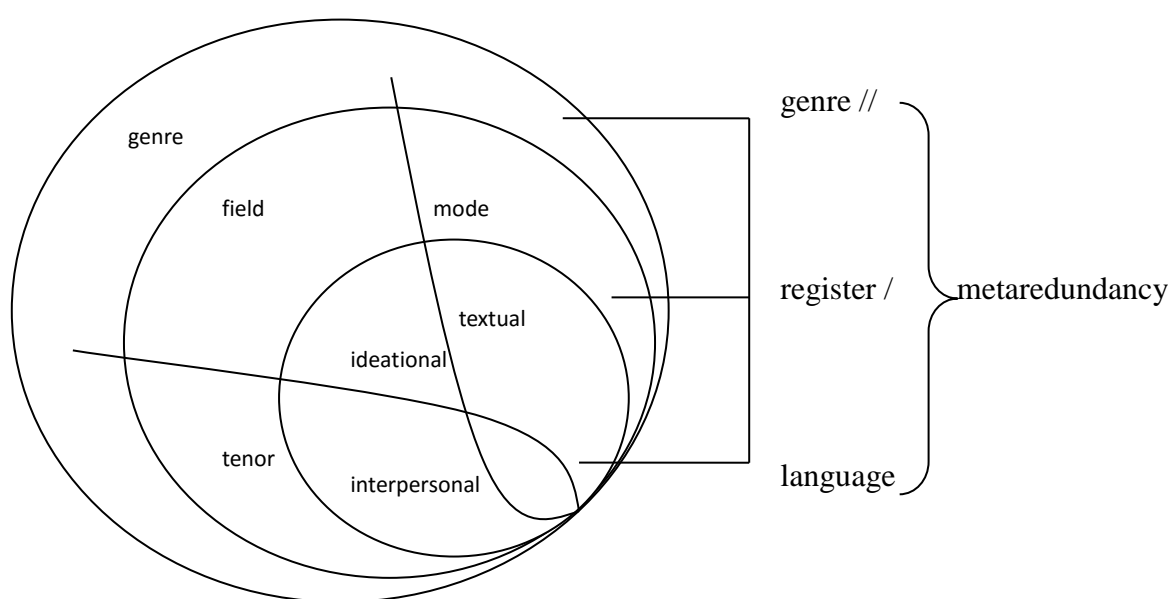 genre //
genre
field
mode
register /
metaredundancy
textual
ideational
tenor
interpersonal
language